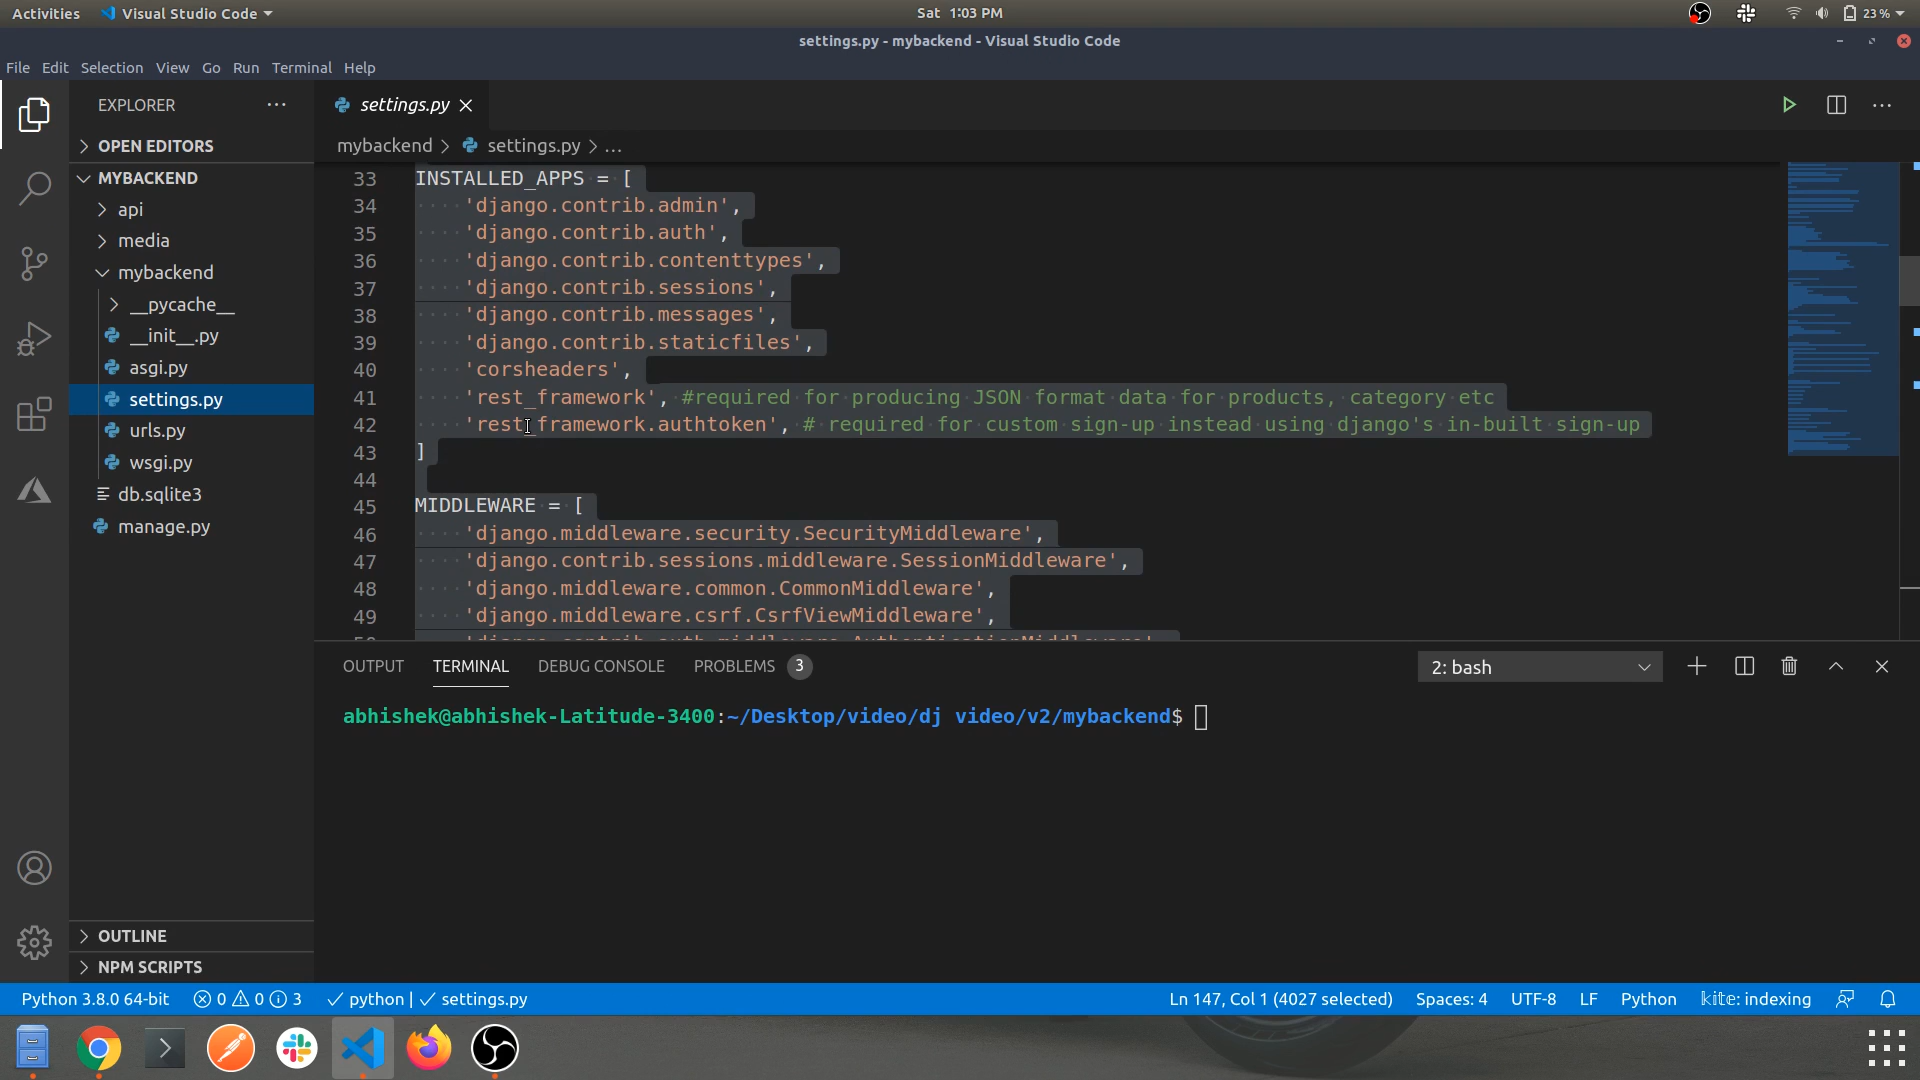 Activities Visual Studio Code Sat 1:03 PM 23 %
settings.py - mybackend - Visual Studio Code
File Edit Selection View Go Run Terminal Help
EXPLORER
OPEN EDITORS
MYBACKEND
api
media
mybackend
__pycache__
__init__.py
asgi.py
settings.py
urls.py
wsgi.py
db.sqlite3
manage.py
OUTLINE
NPM SCRIPTS
settings.py
mybackend > settings.py > ...
33 INSTALLED_APPS = [
34 'django.contrib.admin',
35 'django.contrib.auth',
36 'django.contrib.contenttypes',
37 'django.contrib.sessions',
38 'django.contrib.messages',
39 'django.contrib.staticfiles',
40 'corsheaders',
41 'rest_framework', #required for producing JSON format data for products, category etc
42 'rest_framework.authtoken', # required for custom sign-up instead using django's in-built sign-up
43 ]
44
45 MIDDLEWARE = [
46 'django.middleware.security.SecurityMiddleware',
47 'django.contrib.sessions.middleware.SessionMiddleware',
48 'django.middleware.common.CommonMiddleware',
49 'django.middleware.csrf.CsrfViewMiddleware',
50 'django.contrib.auth.middleware.AuthenticationMiddleware',
OUTPUT TERMINAL DEBUG CONSOLE PROBLEMS 3 2: bash
abhishek@abhishek-Latitude-3400:~/Desktop/video/dj video/v2/mybackend$
Python 3.8.0 64-bit 0 0 3 python | settings.py Ln 147, Col 1 (4027 selected) Spaces: 4 UTF-8 LF Python kite: indexing